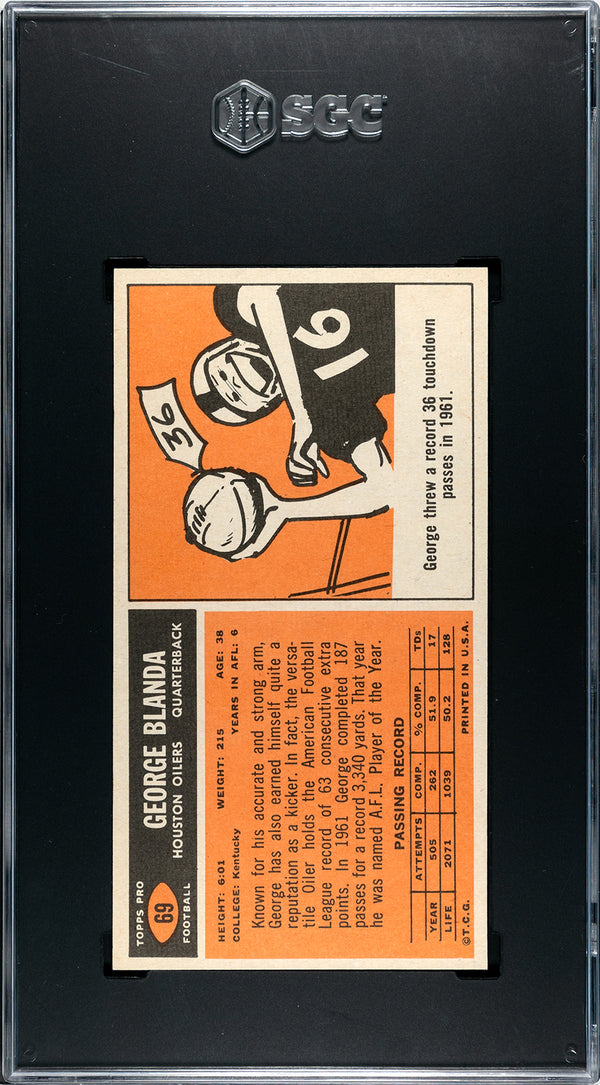 SGC
TOPPS PRO
69
FOOTBALL
GEORGE BLANDA
HOUSTON OILERS QUARTERBACK
HEIGHT: 6:01 WEIGHT: 215 AGE: 38
COLLEGE: Kentucky YEARS IN AFL: 6
Known for his accurate and strong arm,
George has also earned himself quite a
reputation as a kicker. In fact, the versa-
tile Oiler holds the American Football
League record of 63 consecutive extra
points. In 1961 George completed 187
passes for a record 3,340 yards. That year
he was named A.F.L. Player of the Year.
PASSING RECORD
ATTEMPTS COMP. % COMP. TDs
YEAR 505 262 51.9 17
LIFE 2071 1039 50.2 128
©T.C.G. PRINTED IN U.S.A.
36
16
George threw a record 36 touchdown
passes in 1961.